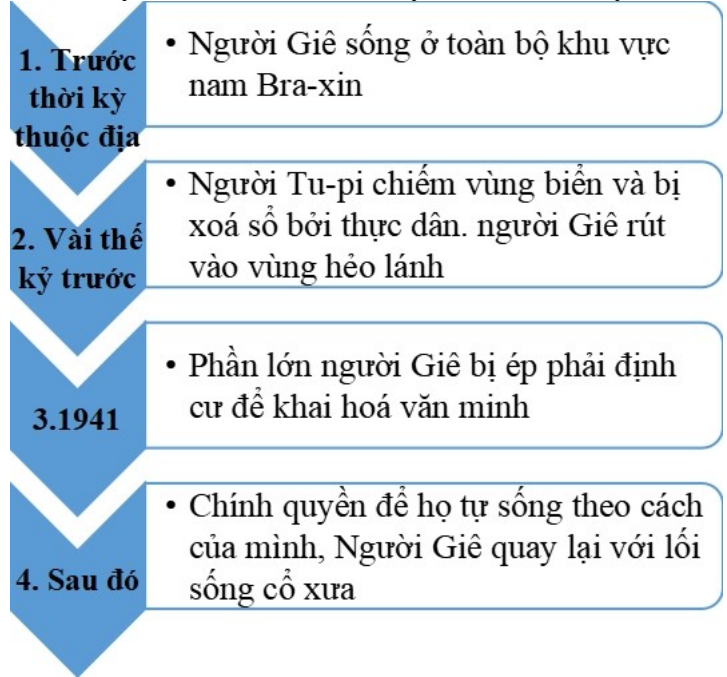 1. Trước
thời kỳ
thuộc địa
• Người Giê sống ở toàn bộ khu vực
nam Bra-xin
2. Vài thế
kỷ trước
• Người Tu-pi chiếm vùng biển và bị
xoá sổ bởi thực dân. người Giê rút
vào vùng hẻo lánh
3.1941
• Phần lớn người Giê bị ép phải định
cư để khai hoá văn minh
4. Sau đó
• Chính quyền để họ tự sống theo cách
của mình, Người Giê quay lại với lối
sống cổ xưa